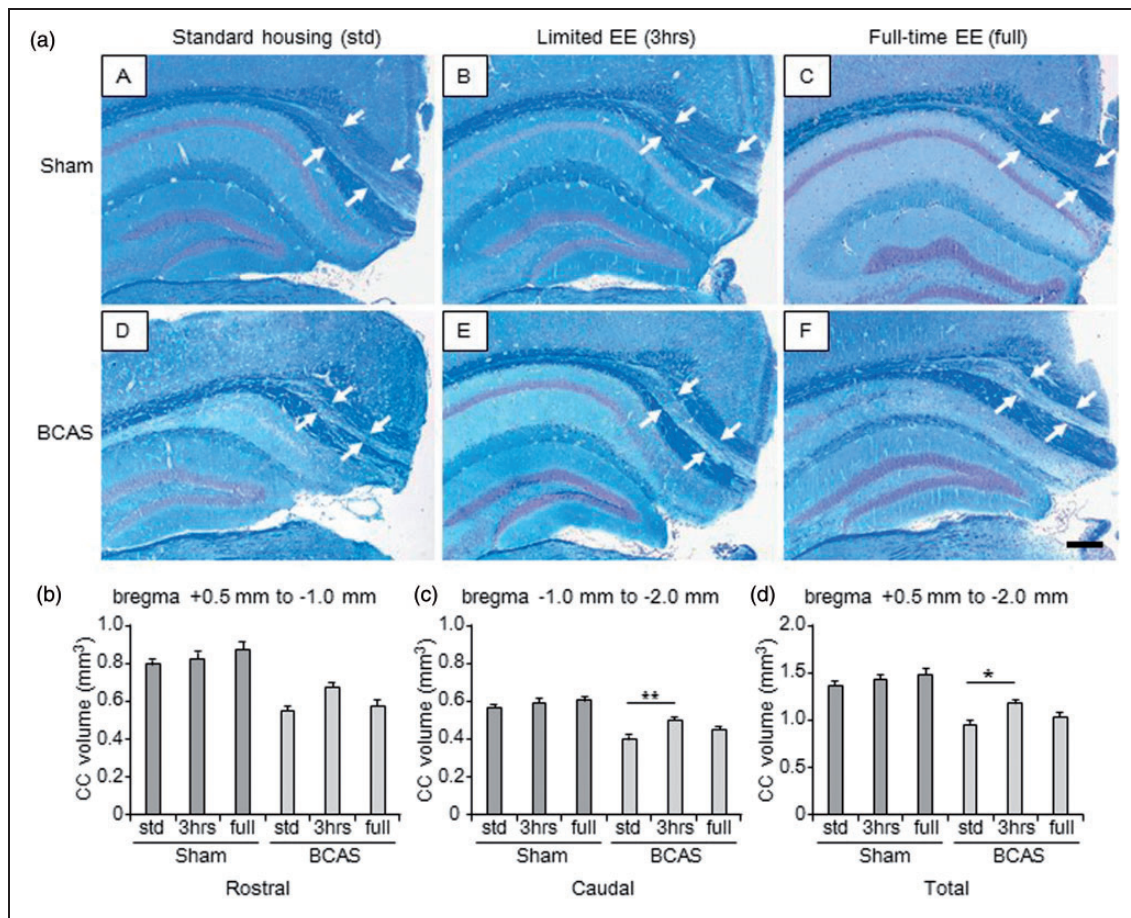 (a)
Standard housing (std) Limited EE (3hrs) Full-time EE (full)
A B C
Sham
D E F
BCAS
(b) (c) (d)
bregma +0.5 mm to -1.0 mm bregma -1.0 mm to -2.0 mm bregma +0.5 mm to -2.0 mm
CC volume (mm³)
1.0
0.8
0.6
0.4
0.2
0
std 3hrs full std 3hrs full
Sham BCAS
Rostral
CC volume (mm³)
1.0
0.8
0.6
0.4
0.2
0
**
std 3hrs full std 3hrs full
Sham BCAS
Caudal
CC volume (mm³)
2.0
1.5
1.0
0.5
0
*
std 3hrs full std 3hrs full
Sham BCAS
Total